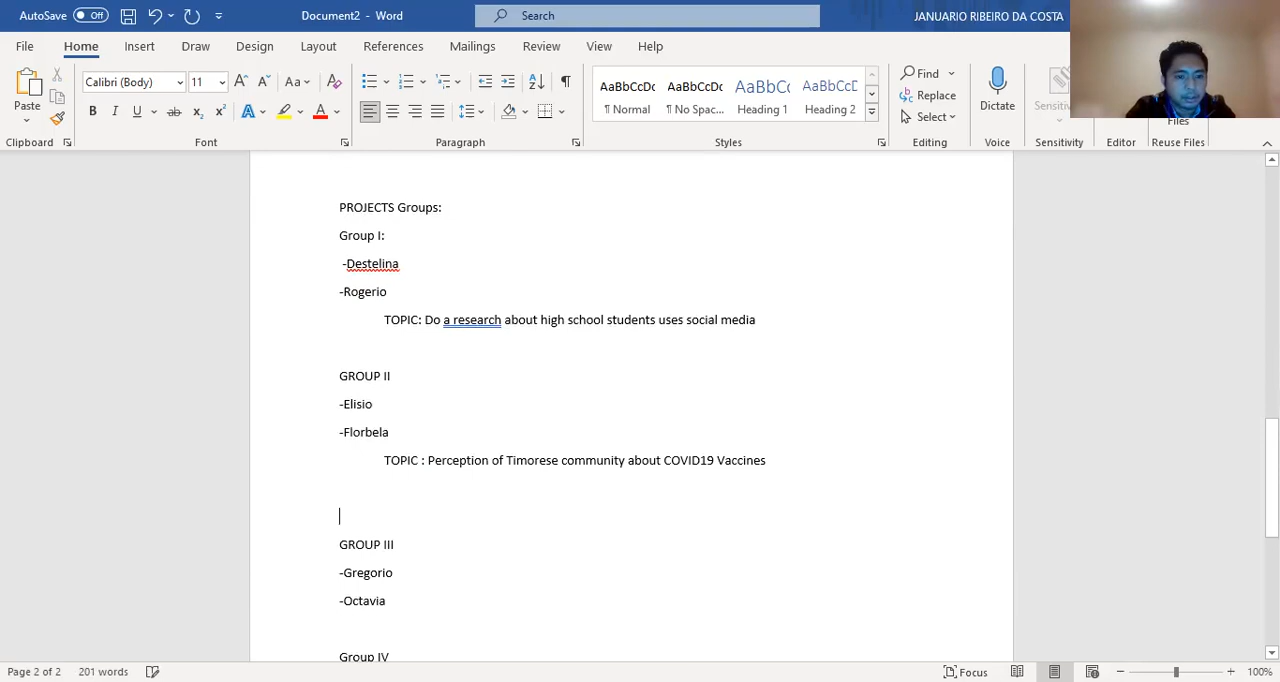 AutoSave Off Document2 - Word Search JANUARIO RIBEIRO DA COSTA
File Home Insert Draw Design Layout References Mailings Review View Help
Paste
Calibri (Body) 11 Aa
B I U ab x₂ x² A A
AaBbCcDc AaBbCcDc AaBbCc AaBbCcD
¶ Normal ¶ No Spac... Heading 1 Heading 2
Find
Replace
Select
Dictate
Sensitiv
Files
Clipboard Font Paragraph Styles Editing Voice Sensitivity Editor Reuse Files
PROJECTS Groups:
Group I:
-Destelina
-Rogerio
TOPIC: Do a research about high school students uses social media
GROUP II
-Elisio
-Florbela
TOPIC : Perception of Timorese community about COVID19 Vaccines
GROUP III
-Gregorio
-Octavia
Group IV
Page 2 of 2 201 words Focus 100%